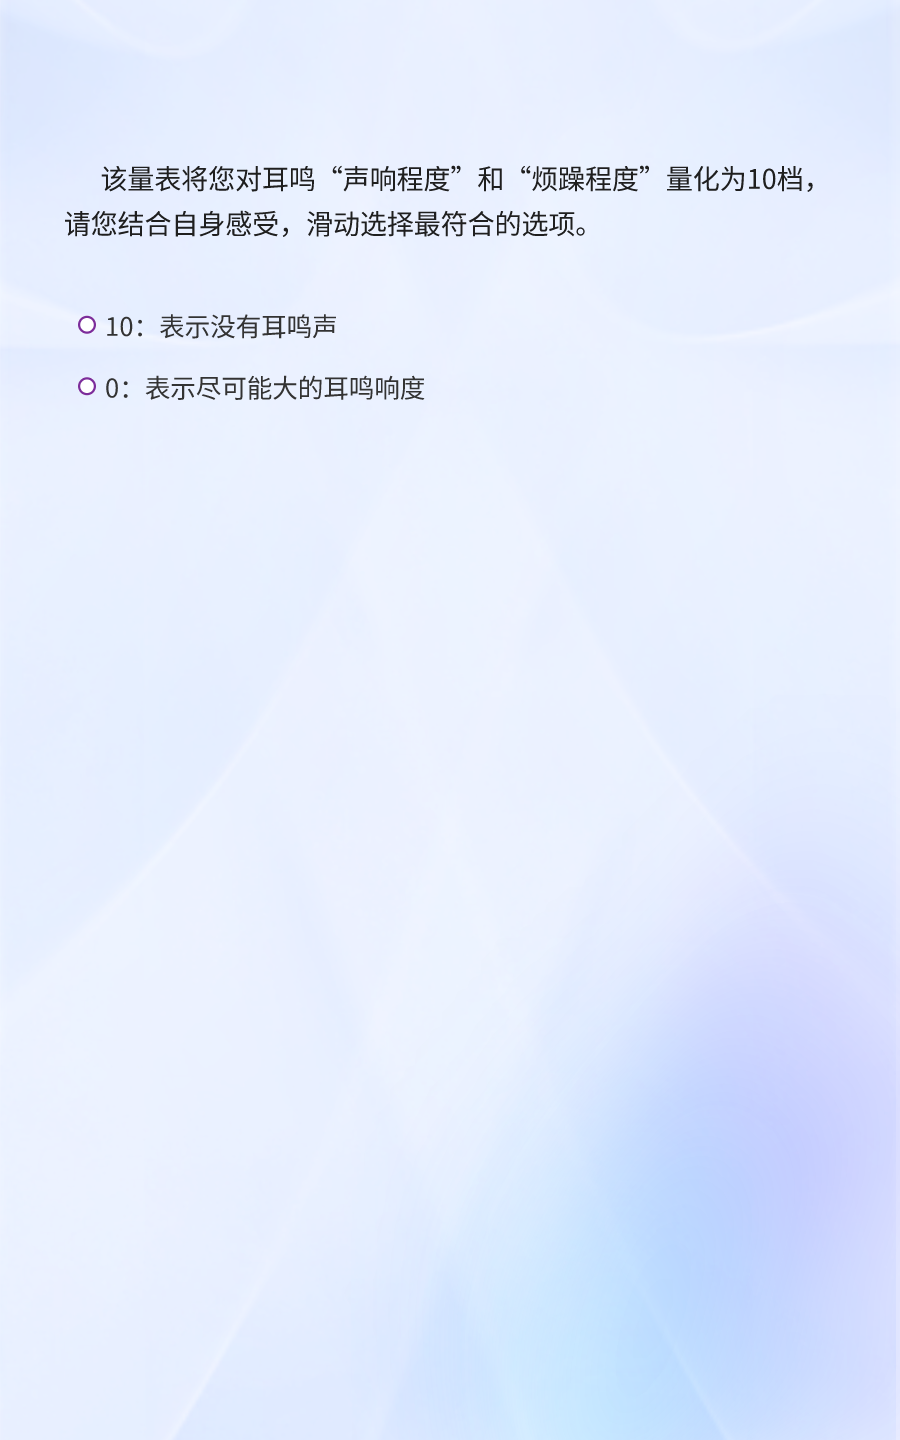 该量表将您对耳鸣“声响程度”和“烦躁程度”量化为10档，
请您结合自身感受，滑动选择最符合的选项。
10：表示没有耳鸣声
0：表示尽可能大的耳鸣响度